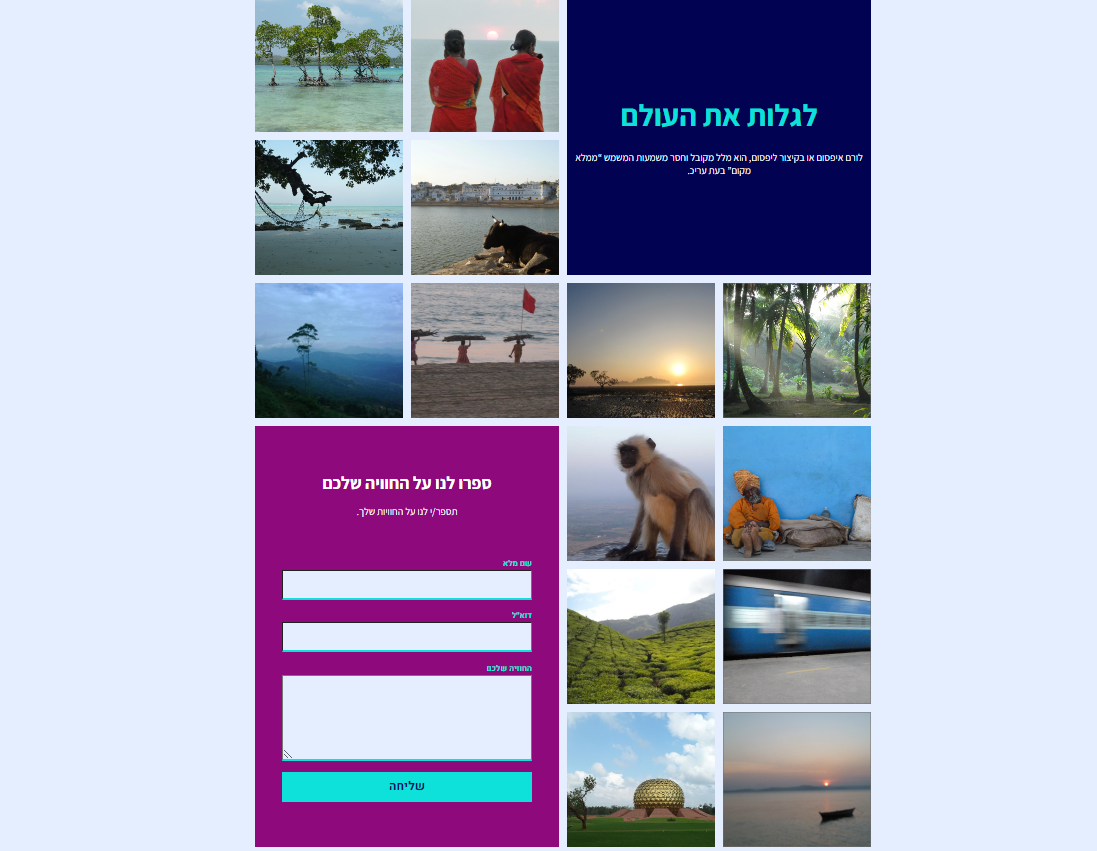 לגלות את העולם
לורם איפסום או בקיצור ליפסום, הוא מלל מקובל וחסר משמעות המשמש "ממלא
מקום" בעת עריכ.
ספרו לנו על החוויה שלכם
תספר/י לנו על החוויות שלך.
שם מלא
דוא"ל
החוויה שלכם
שליחה